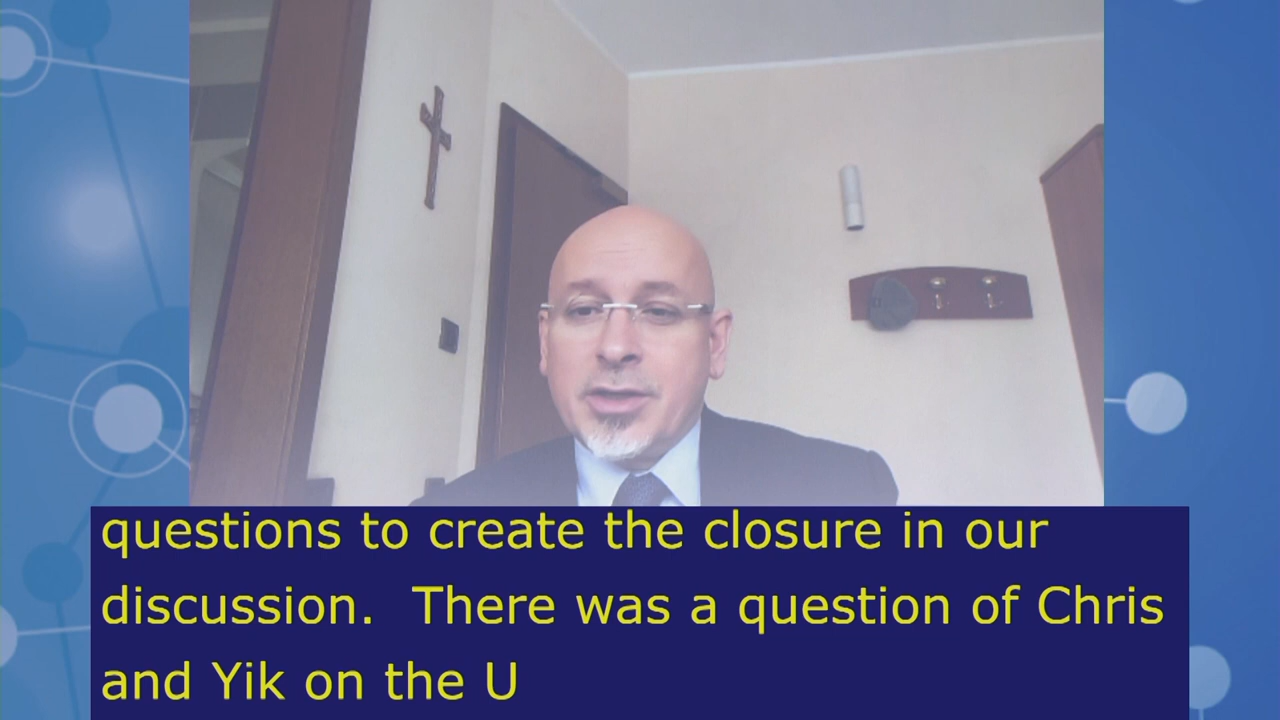 questions to create the closure in our
discussion.  There was a question of Chris
and Yik on the U